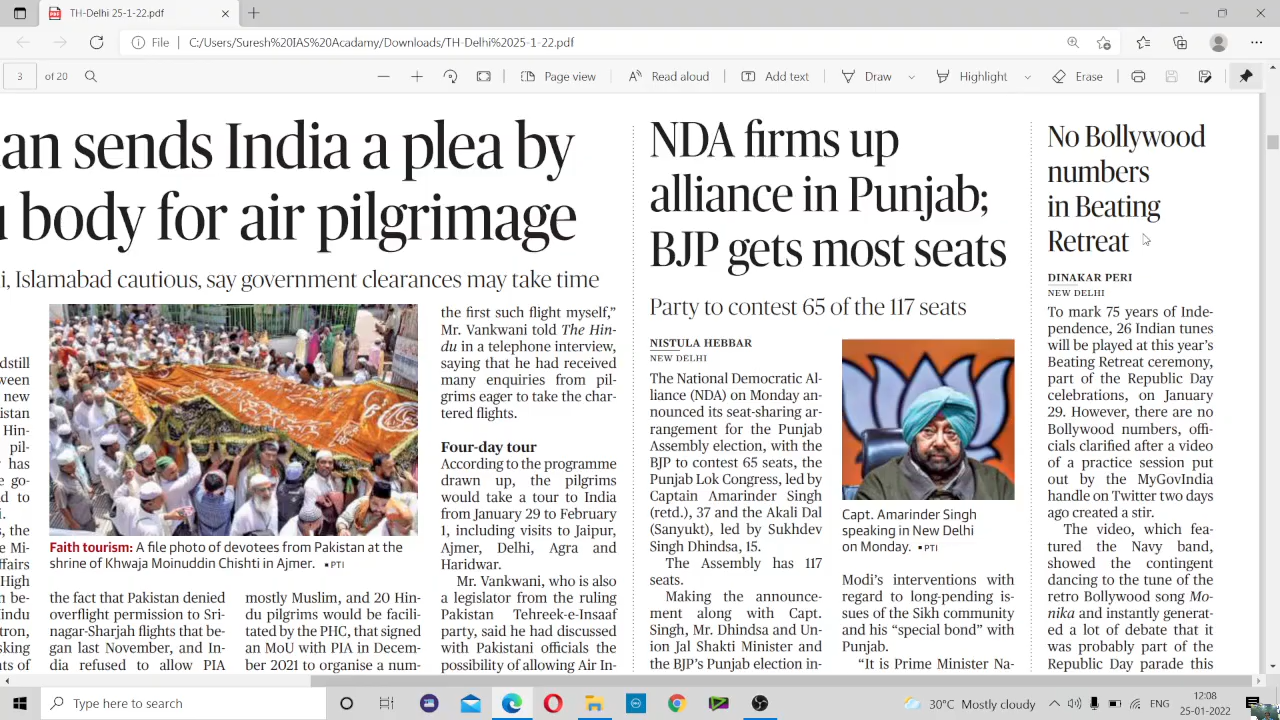 TH-Delhi 25-1-22.pdf
File
C:/Users/Suresh%20IAS%20Acadamy/Downloads/TH-Delhi%2025-1-22.pdf
3
of 20
Page view
Read aloud
Add text
Draw
Highlight
Erase
an sends India a plea by
body for air pilgrimage
i, Islamabad cautious, say government clearances may take time
Faith tourism: A file photo of devotees from Pakistan at the
shrine of Khwaja Moinuddin Chishti in Ajmer. ▪ PTI
the fact that Pakistan denied
overflight permission to Sri-
nagar-Sharjah flights that be-
gan last November, and In-
dia refused to allow PIA
mostly Muslim, and 20 Hin-
du pilgrims would be facili-
tated by the PHC, that signed
an MoU with PIA in Decem-
ber 2021 to organise a num-
the first such flight myself,”
Mr. Vankwani told The Hin-
du in a telephone interview,
saying that he had received
many enquiries from pil-
grims eager to take the char-
tered flights.
Four-day tour
According to the programme
drawn up, the pilgrims
would take a tour to India
from January 29 to February
1, including visits to Jaipur,
Ajmer, Delhi, Agra and
Haridwar.
Mr. Vankwani, who is also
a legislator from the ruling
Pakistan Tehreek-e-Insaaf
party, said he had discussed
with Pakistani officials the
possibility of allowing Air In-
NDA firms up
alliance in Punjab;
BJP gets most seats
Party to contest 65 of the 117 seats
NISTULA HEBBAR
NEW DELHI
The National Democratic Al-
liance (NDA) on Monday an-
nounced its seat-sharing ar-
rangement for the Punjab
Assembly election, with the
BJP to contest 65 seats, the
Punjab Lok Congress, led by
Captain Amarinder Singh
(retd.), 37 and the Akali Dal
(Sanyukt), led by Sukhdev
Singh Dhindsa, 15.
The Assembly has 117
seats.
Making the announce-
ment along with Capt.
Singh, Mr. Dhindsa and Un-
ion Jal Shakti Minister and
the BJP’s Punjab election in-
Capt. Amarinder Singh
speaking in New Delhi
on Monday. ▪ PTI
Modi’s interventions with
regard to long-pending is-
sues of the Sikh community
and his “special bond” with
Punjab.
“It is Prime Minister Na-
No Bollywood
numbers
in Beating
Retreat
DINAKAR PERI
NEW DELHI
To mark 75 years of Inde-
pendence, 26 Indian tunes
will be played at this year’s
Beating Retreat ceremony,
part of the Republic Day
celebrations, on January
29. However, there are no
Bollywood numbers, offi-
cials clarified after a video
of a practice session put
out by the MyGovIndia
handle on Twitter two days
ago created a stir.
The video, which fea-
tured the Navy band,
showed the contingent
dancing to the tune of the
retro Bollywood song Mo-
nika and instantly generat-
ed a lot of debate that it
was probably part of the
Republic Day parade this
Type here to search
30°C Mostly cloudy
ENG
12:08
25-01-2022